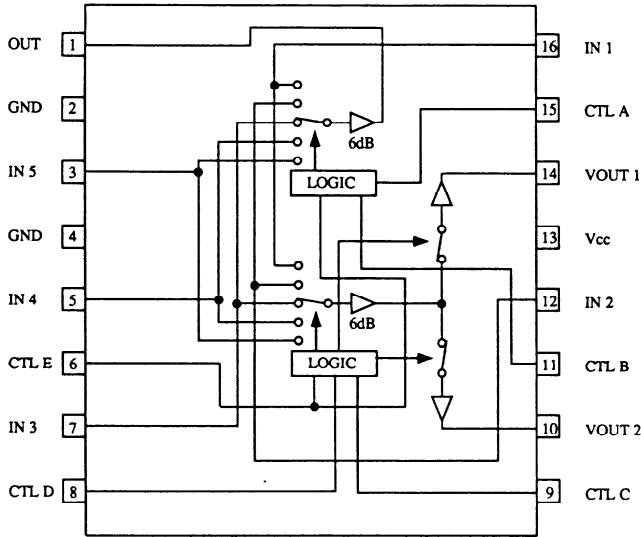 OUT 1 16 IN 1
GND 2 15 CTL A
6dB
IN 5 3 14 VOUT 1
LOGIC
GND 4 13 Vcc
IN 4 5 12 IN 2
6dB
CTL E 6 11 CTL B
LOGIC
IN 3 7 10 VOUT 2
CTL D 8 9 CTL C